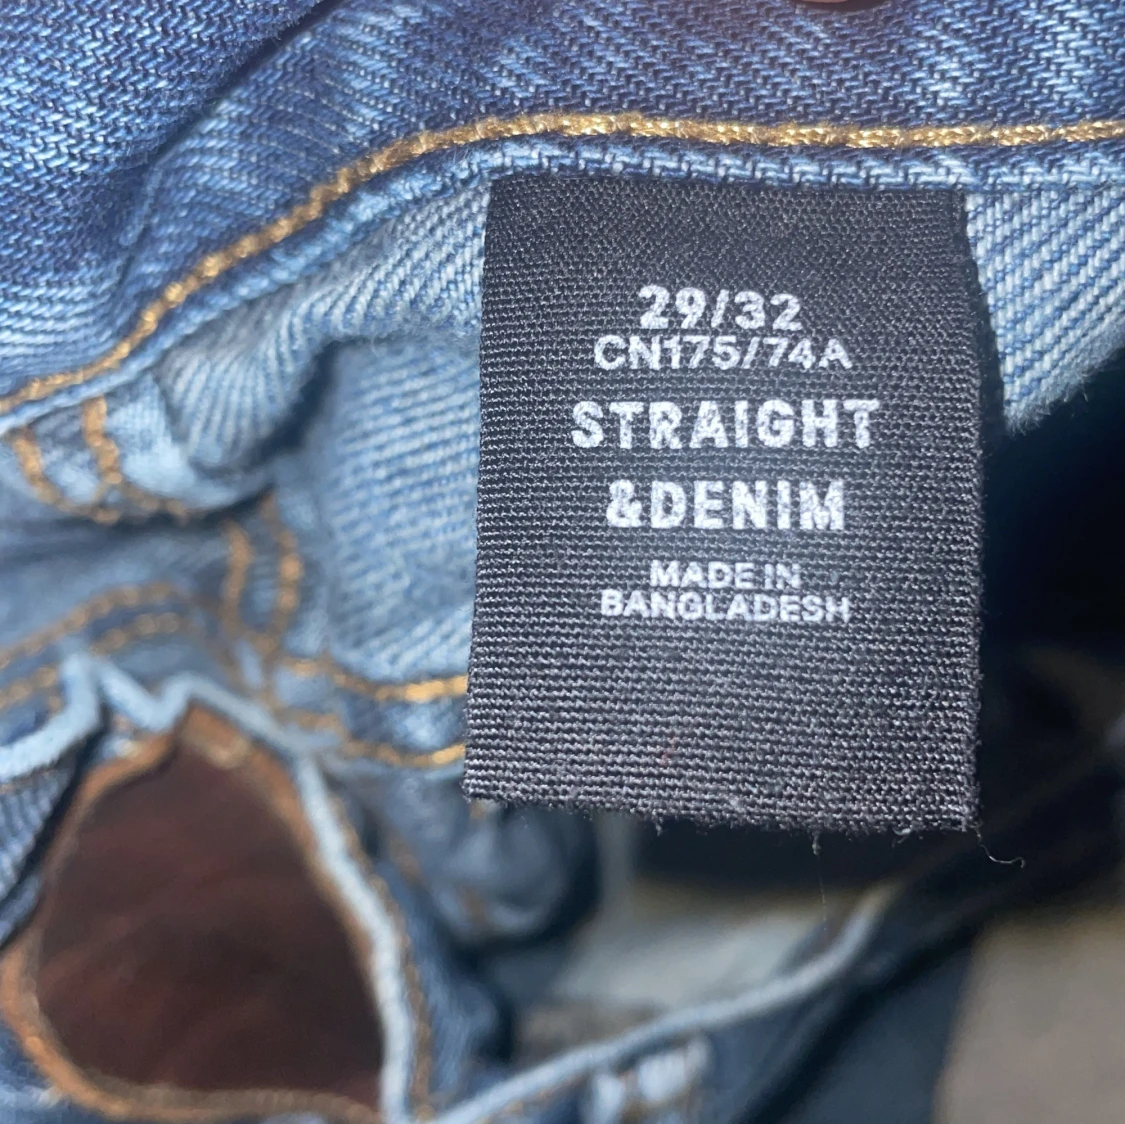 29/32
CN175/74A
STRAIGHT
&DENIM
MADE IN
BANGLADESH